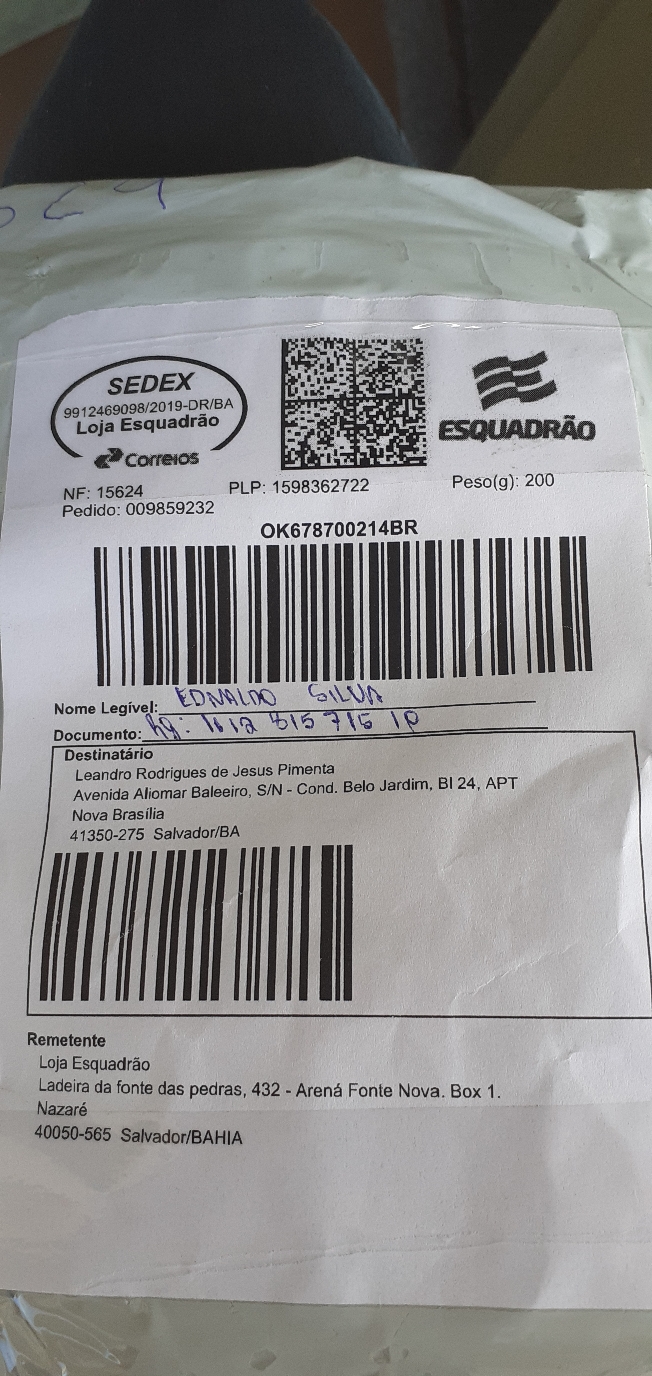 SEDEX
9912469098/2019-DR/BA
Loja Esquadrão
Correios
ESQUADRÃO
NF: 15624 PLP: 1598362722 Peso(g): 200
Pedido: 009859232
OK678700214BR
Nome Legível: EDNALDO SILVA
Documento: Rg:
Destinatário
Leandro Rodrigues de Jesus Pimenta
Avenida Aliomar Baleeiro, S/N - Cond. Belo Jardim, Bl 24, APT
Nova Brasília
41350-275 Salvador/BA
Remetente
Loja Esquadrão
Ladeira da fonte das pedras, 432 - Arená Fonte Nova. Box 1.
Nazaré
40050-565 Salvador/BAHIA